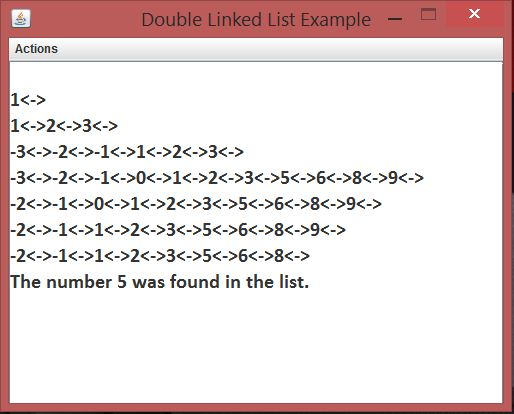 Double Linked List Example
Actions
1<->
1<->2<->3<->
-3<->-2<->-1<->1<->2<->3<->
-3<->-2<->-1<->0<->1<->2<->3<->5<->6<->8<->9<->
-2<->-1<->0<->1<->2<->3<->5<->6<->8<->9<->
-2<->-1<->1<->2<->3<->5<->6<->8<->9<->
-2<->-1<->1<->2<->3<->5<->6<->8<->
The number 5 was found in the list.